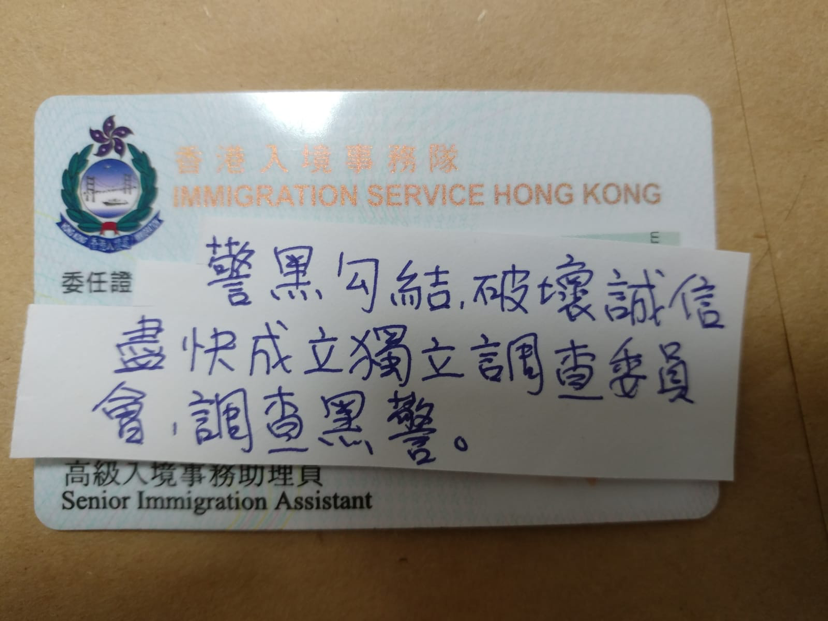 香港入境事務隊
IMMIGRATION SERVICE HONG KONG
E
委任證
警黑勾結，破壞誠信
盡快成立獨立調查委員
會，調查黑警。
高級入境事務助理員
Senior Immigration Assistant